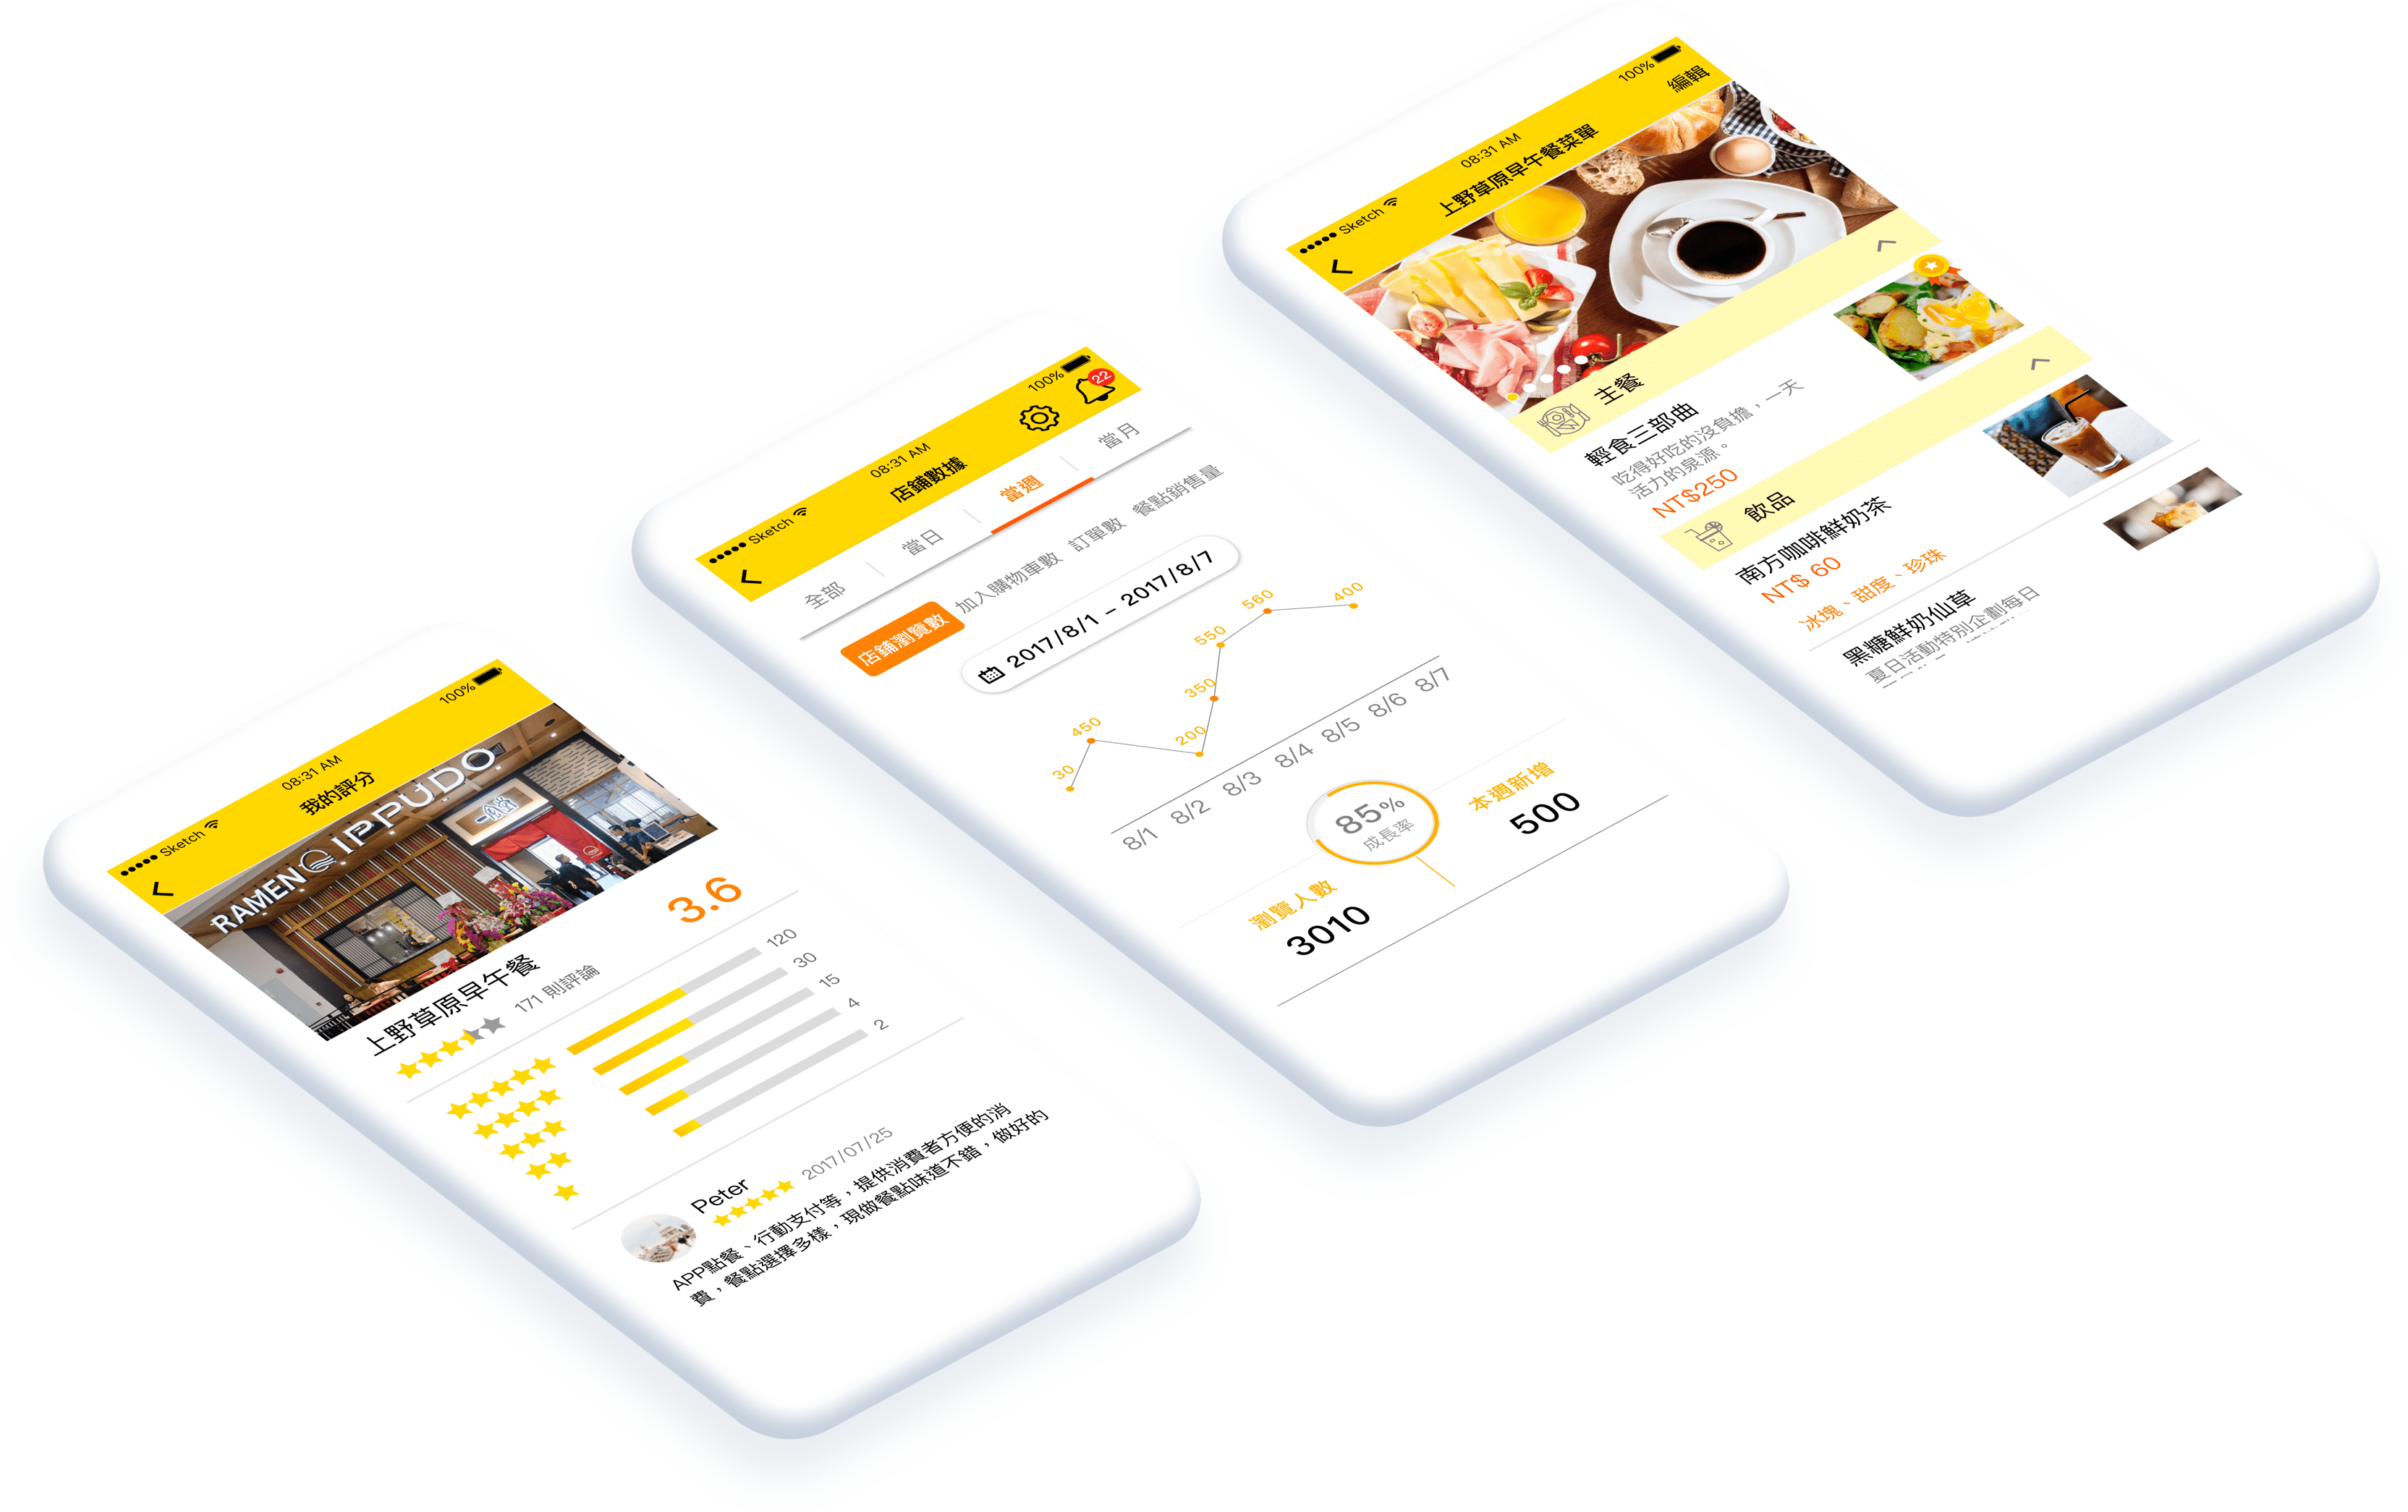 Sketch 08:31 AM 100%
我的評分
RAMEN IPPUDO
上野草原早午餐
171 則評論
3.6
120
30
15
4
2
Peter
2017/07/25
APP點餐、行動支付等，提供消費者方便的消
費，餐點選擇多樣，現做餐點味道不錯，做好的
Sketch 08:31 AM 100%
店鋪數據
22
全部 當日 當週 當月
店鋪瀏覽數 加入購物車數 訂單數 餐點銷售量
2017/8/1 - 2017/8/7
30 450 200 350 550 560 400
8/1 8/2 8/3 8/4 8/5 8/6 8/7
瀏覽人數
3010
85%
成長率
本週新增
500
Sketch 08:31 AM 100%
上野草原早午餐菜單 編輯
主餐
輕食三部曲
吃得好吃的沒負擔，一天
活力的泉源。
NT$250
飲品
南方咖啡鮮奶茶
NT$ 60
冰塊、甜度、珍珠
黑糖鮮奶仙草
夏日活動特別企劃每日